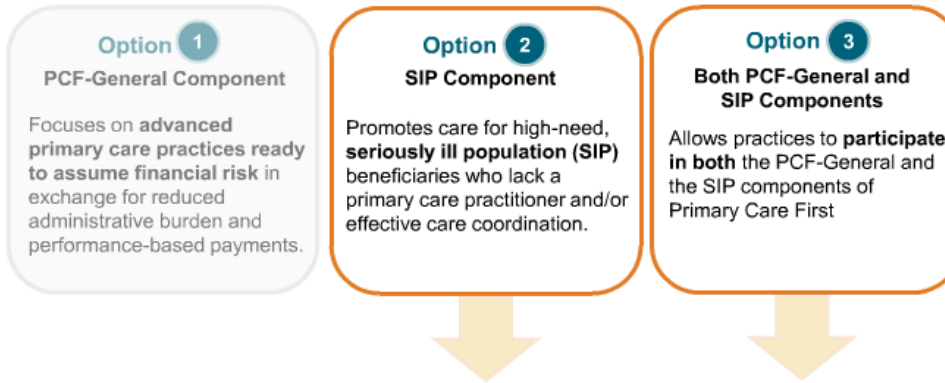 Option 1
PCF-General Component
Focuses on advanced
primary care practices ready
to assume financial risk in
exchange for reduced
administrative burden and
performance-based payments.
Option 2
SIP Component
Promotes care for high-need,
seriously ill population (SIP)
beneficiaries who lack a
primary care practitioner and/or
effective care coordination.
Option 3
Both PCF-General and
SIP Components
Allows practices to participate
in both the PCF-General and
the SIP components of
Primary Care First